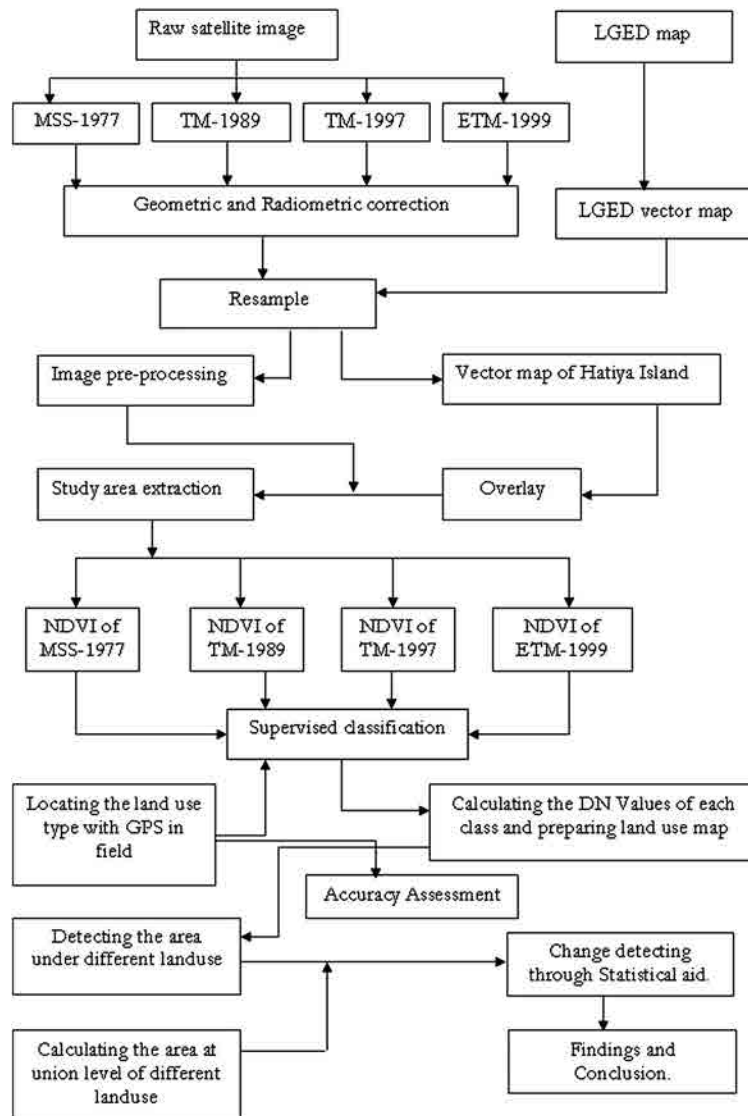 Raw satellite image
LGED map
MSS-1977
TM-1989
TM-1997
ETM-1999
Geometric and Radiometric correction
LGED vector map
Resample
Image pre-processing
Vector map of Hatiya Island
Study area extraction
Overlay
NDVI of
MSS-1977
NDVI of
TM-1989
NDVI of
TM-1997
NDVI of
ETM-1999
Supervised classification
Locating the land use
type with GPS in
field
Calculating the DN Values of each
class and preparing land use map
Accuracy Assessment
Detecting the area
under different landuse
Change detecting
through Statistical aid.
Calculating the area at
union level of different
landuse
Findings and
Conclusion.